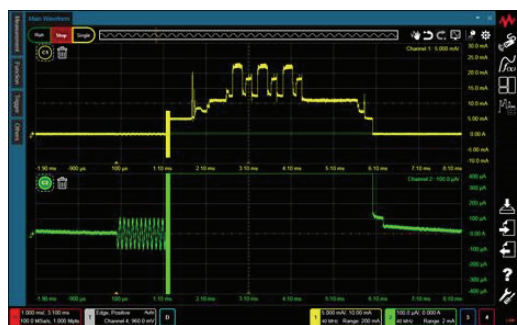 Main Waveform
Run
Stop
Single
Measurement
Function
Trigger
Others
C1
Channel 1: 5.000 mA/
30.0 mA
25.0 mA
20.0 mA
15.0 mA
10.0 mA
5.00 mA
0.00 A
-5.00 mA
-10.0 mA
-1.90 ms
-900 µs
100 µs
1.10 ms
2.10 ms
3.10 ms
4.10 ms
5.10 ms
6.10 ms
7.10 ms
8.10 ms
C2
Channel 2: 100.0 µA/
400 µA
300 µA
200 µA
100 µA
0.00 A
-100 µA
-200 µA
-300 µA
-400 µA
-1.90 ms
-900 µs
100 µs
1.10 ms
2.10 ms
3.10 ms
4.10 ms
5.10 ms
6.10 ms
7.10 ms
8.10 ms
1.000 ms/ 3.100 ms
100.0 MSa/s, 1.000 Mpts
T
Edge, Positive Auto
Channel 4: 960.0 mV
D
1
5.000 mA/ 10.00 mA
40 MHz Range: 200 mA
100.0 µA/ 0.000 A
40 MHz Range: 2 mA
3
4